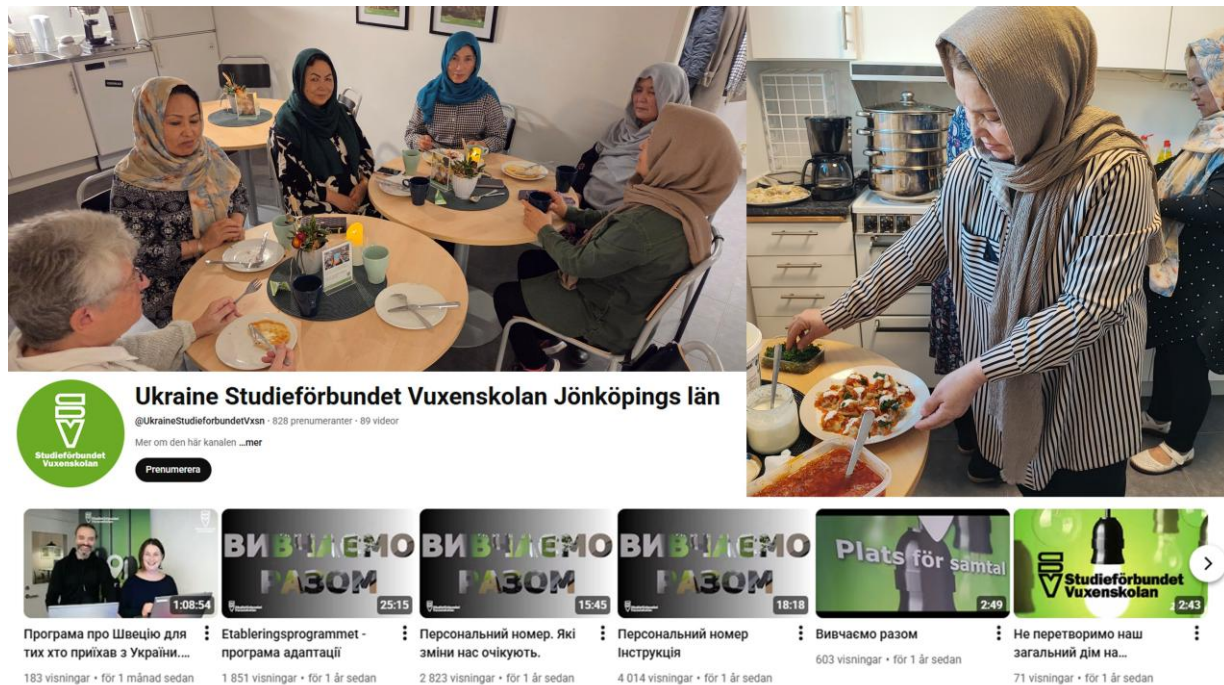 Ukraine Studieförbundet Vuxenskolan Jönköpings län
@UkraineStudieforbundetVxsn · 828 prenumeranter · 89 videor
Mer om den här kanalen ...mer
Prenumerera
Studieförbundet
Vuxenskolan
1:08:54
Програма про Швецію для
тих хто приїхав з України....
183 visningar • för 1 månad sedan
ВИВЧАЄМО
РАЗОМ
25:15
Etableringsprogrammet -
програма адаптації
1 851 visningar • för 1 år sedan
ВИВЧАЄМО
РАЗОМ
15:45
Персональний номер. Які
зміни нас очікують.
2 823 visningar • för 1 år sedan
ВИВЧАЄМО
РАЗОМ
18:18
Персональний номер
Інструкція
4 014 visningar • för 1 år sedan
Plats för samtal
2:49
Вивчаємо разом
603 visningar • för 1 år sedan
Studieförbundet
Vuxenskolan
2:43
Не перетворимо наш
загальний дім на...
71 visningar • för 1 år sedan